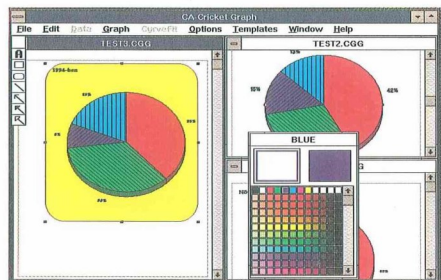 CA-Cricket Graph
File Edit Data Graph CurveFit Options Templates Window Help
TEST3.CGG
TEST2.CGG
A
15%
42%
BLUE